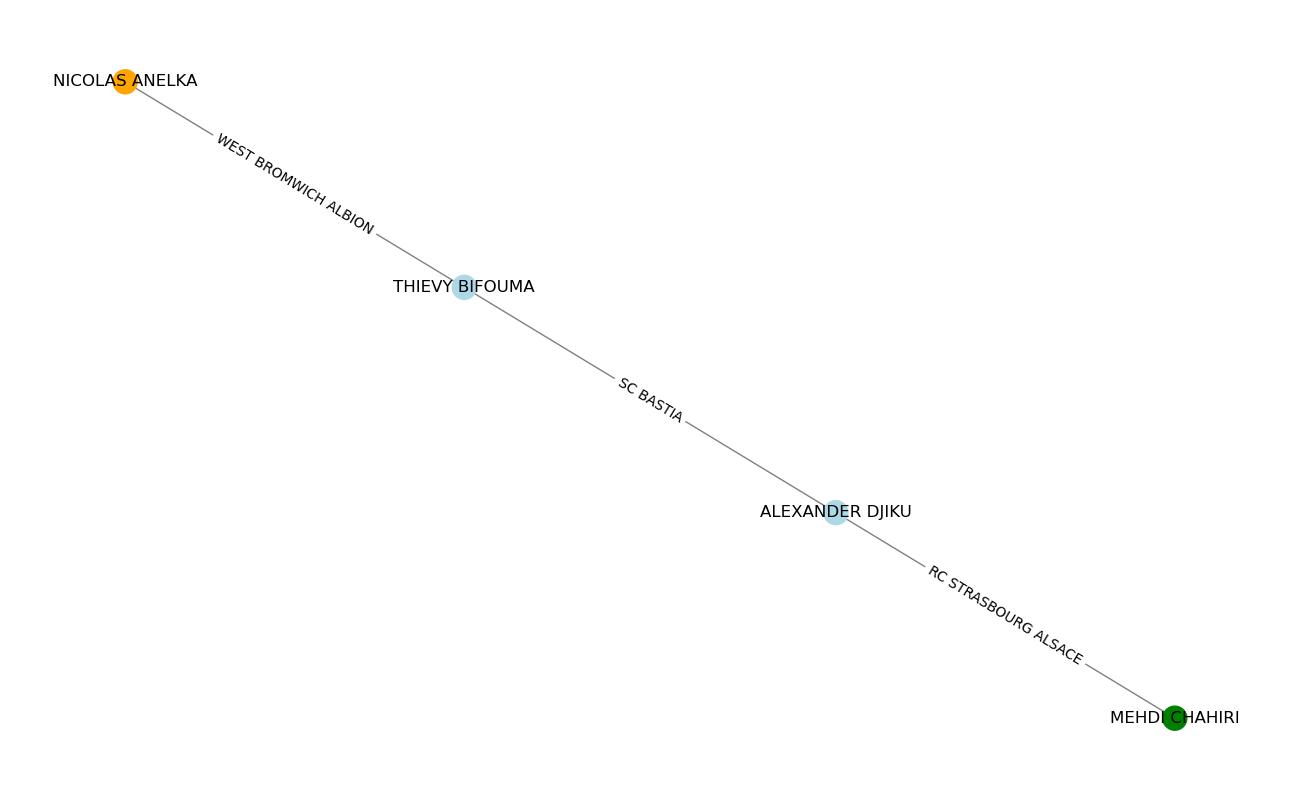 NICOLAS ANELKA
WEST BROMWICH ALBION
THIEVY BIFOUMA
SC BASTIA
ALEXANDER DJIKU
RC STRASBOURG ALSACE
MEHDI CHAHIRI